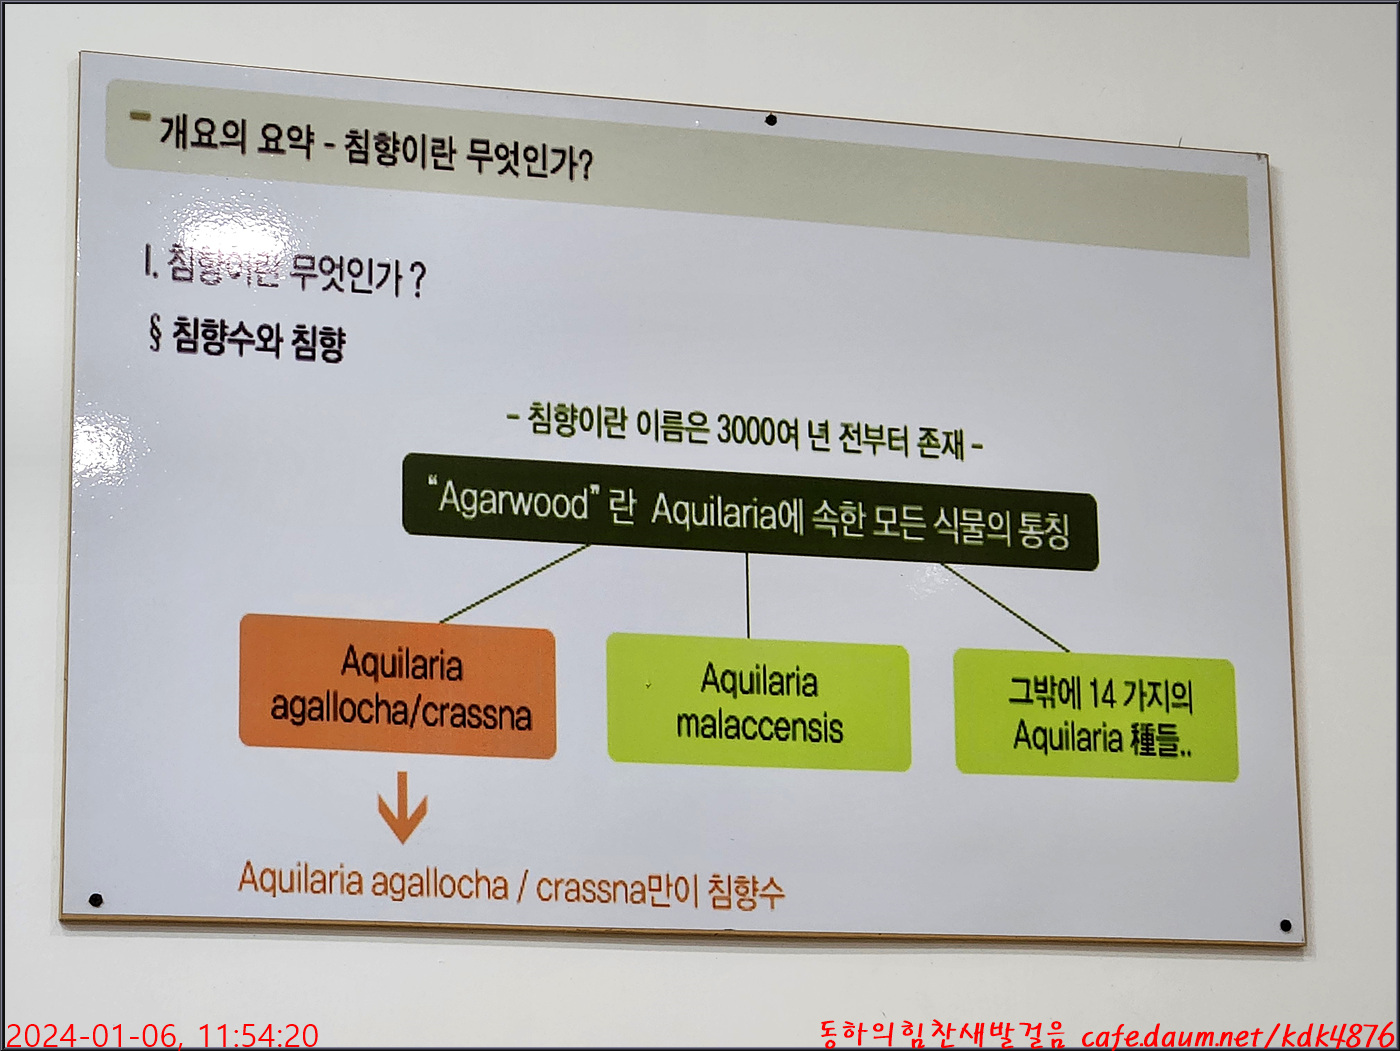 - 개요의 요약 - 침향이란 무엇인가?
Ⅰ. 침향이란 무엇인가 ?
§ 침향수와 침향
- 침향이란 이름은 3000여 년 전부터 존재 -
“Agarwood” 란 Aquilaria에 속한 모든 식물의 통칭
Aquilaria
agallocha/crassna
Aquilaria
malaccensis
그밖에 14 가지의
Aquilaria 種들..
Aquilaria agallocha / crassna만이 침향수
2024-01-06, 11:54:20
동하의힘찬새발걸음 cafe.daum.net/kdk4876